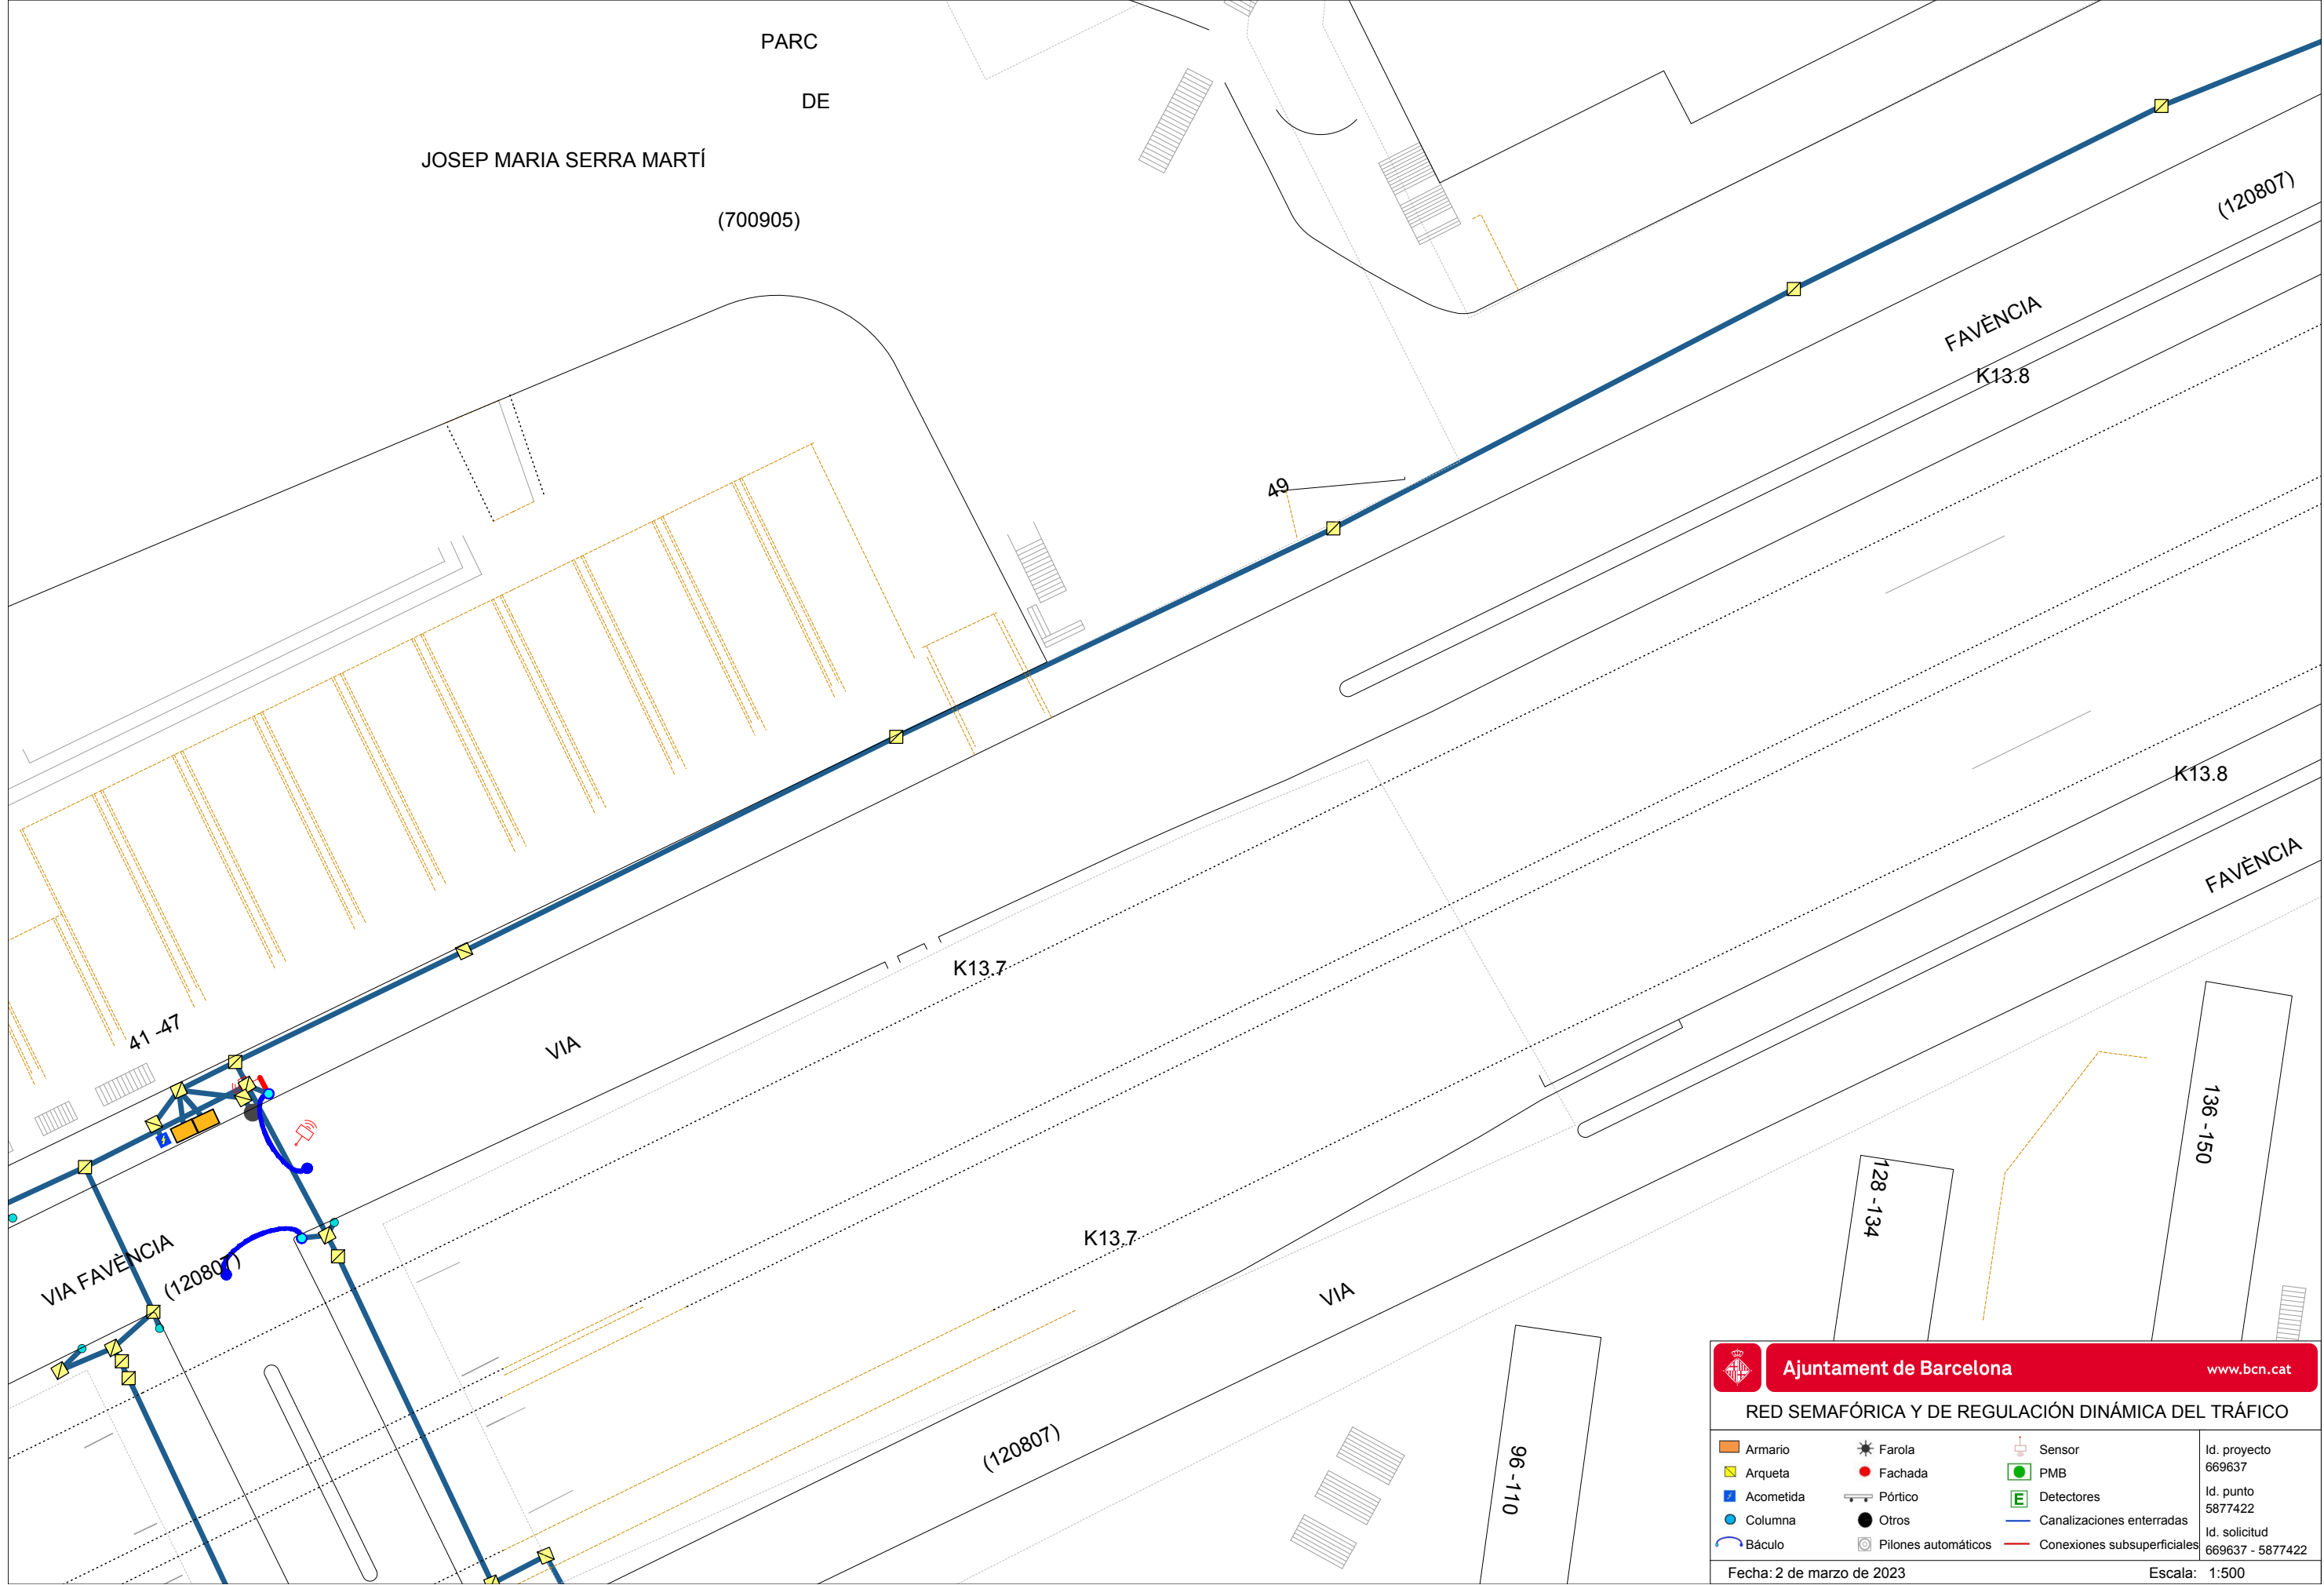 PARC
DE
JOSEP MARIA SERRA MARTÍ
(700905)
(120807)
FAVÈNCIA
K13.8
49
K13.8
FAVÈNCIA
K13.7
41 -47
VIA
136 -150
128 -134
K13.7
VIA FAVÈNCIA
(120807)
VIA
(120807)
96 -110
Ajuntament de Barcelona
www.bcn.cat
RED SEMAFÓRICA Y DE REGULACIÓN DINÁMICA DEL TRÁFICO
Armario
Arqueta
Acometida
Columna
Báculo
Farola
Fachada
Pórtico
Otros
Pilones automáticos
Sensor
PMB
E Detectores
Canalizaciones enterradas
Conexiones subsuperficiales
Id. proyecto
669637
Id. punto
5877422
Id. solicitud
669637 - 5877422
Fecha: 2 de marzo de 2023
Escala: 1:500